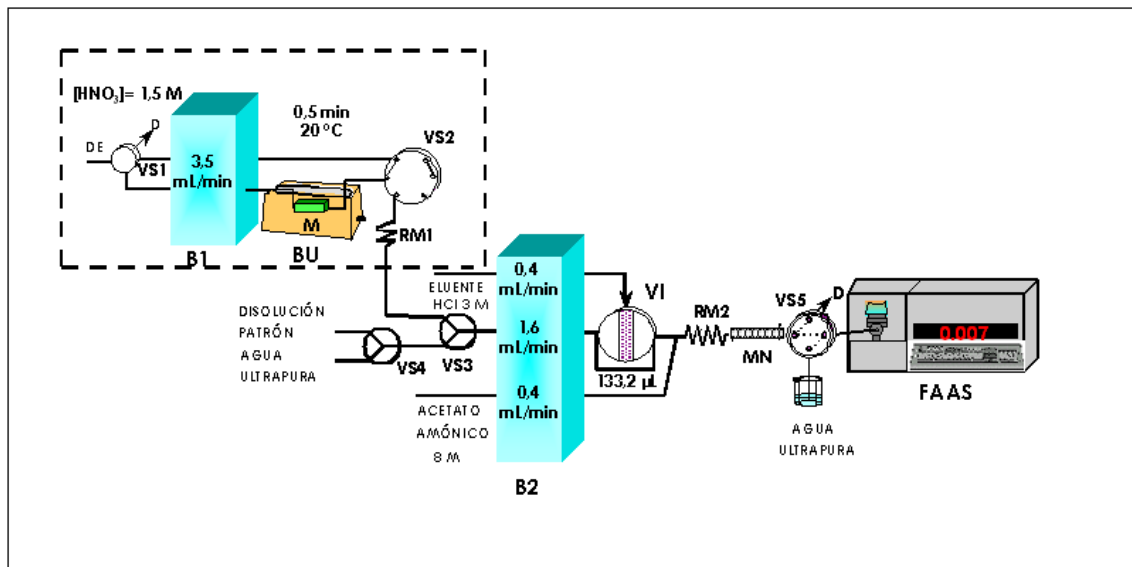 [HNO3]= 1,5 M
0,5 min
20 ºC
VS2
D
DE
VS1
3,5
mL/min
M
RM1
B1
BU
0,4
mL/min
ELUENTE
HCl 3 M
VI
RM2
VS5
D
DISOLUCIÓN
PATRÓN
AGUA
ULTRAPURA
1,6
mL/min
0.007
VS4
VS3
133,2 µL
MN
FAAS
0,4
mL/min
ACETATO
AMÓNICO
8 M
AGUA
ULTRAPURA
B2